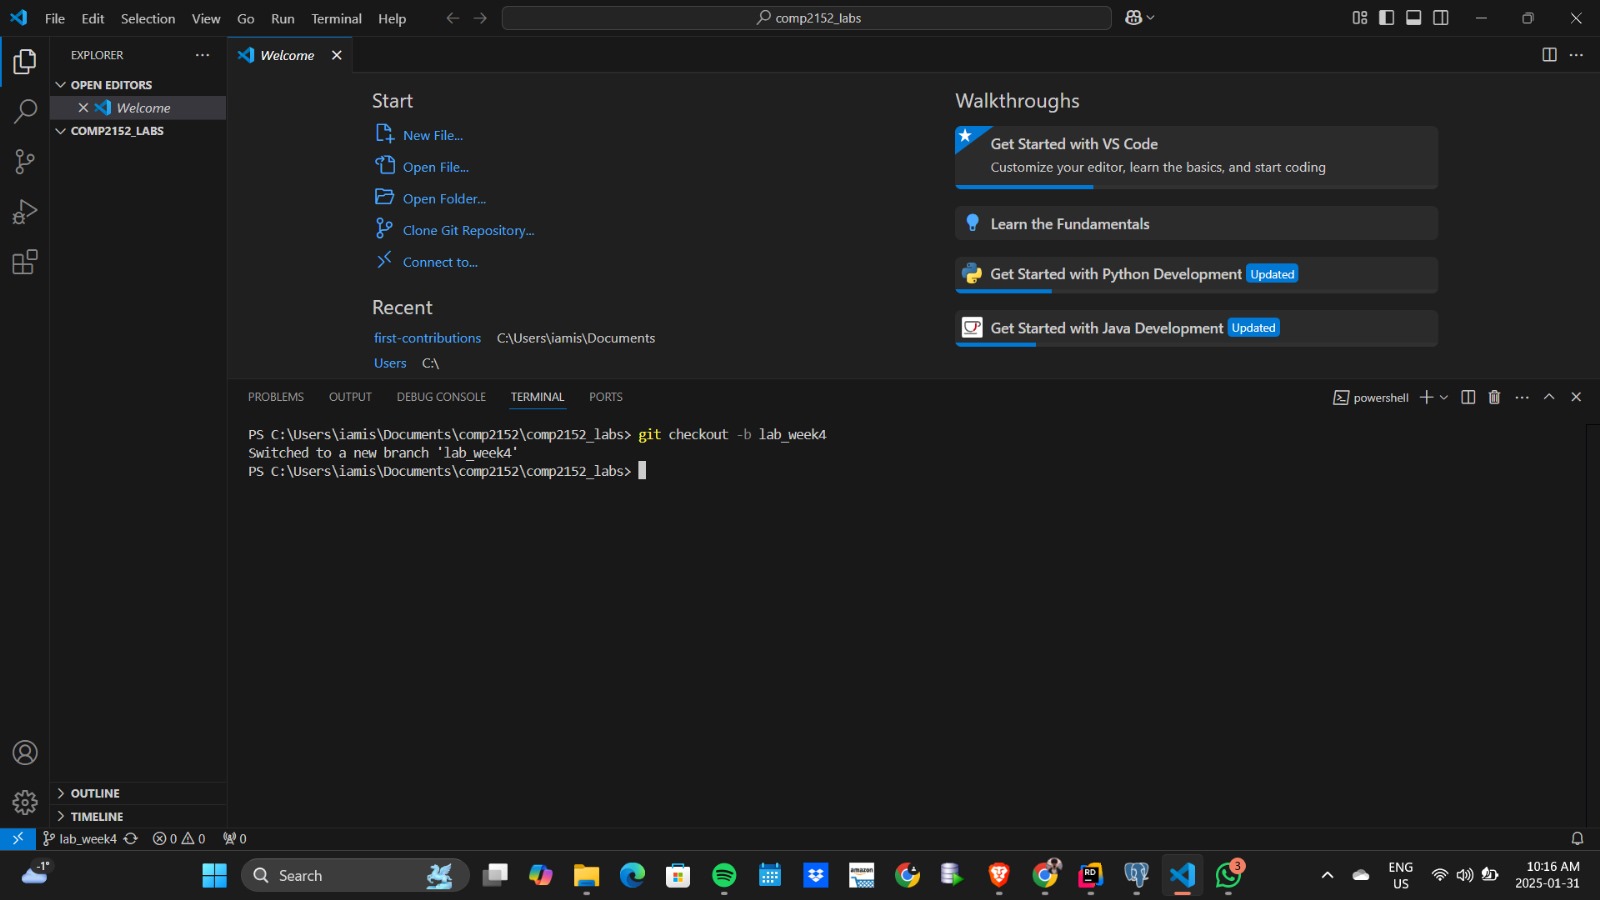 File Edit Selection View Go Run Terminal Help
comp2152_labs
EXPLORER
OPEN EDITORS
Welcome
COMP2152_LABS
OUTLINE
TIMELINE
Welcome
Start
New File...
Open File...
Open Folder...
Clone Git Repository...
Connect to...
Recent
first-contributions C:\Users\iamis\Documents
Users C:\
Walkthroughs
Get Started with VS Code
Customize your editor, learn the basics, and start coding
Learn the Fundamentals
Get Started with Python Development Updated
Get Started with Java Development Updated
PROBLEMS OUTPUT DEBUG CONSOLE TERMINAL PORTS
powershell
PS C:\Users\iamis\Documents\comp2152\comp2152_labs> git checkout -b lab_week4
Switched to a new branch 'lab_week4'
PS C:\Users\iamis\Documents\comp2152\comp2152_labs>
lab_week4 0 0 0
-1°
Search
amazon
RD
3
ENG
US
10:16 AM
2025-01-31